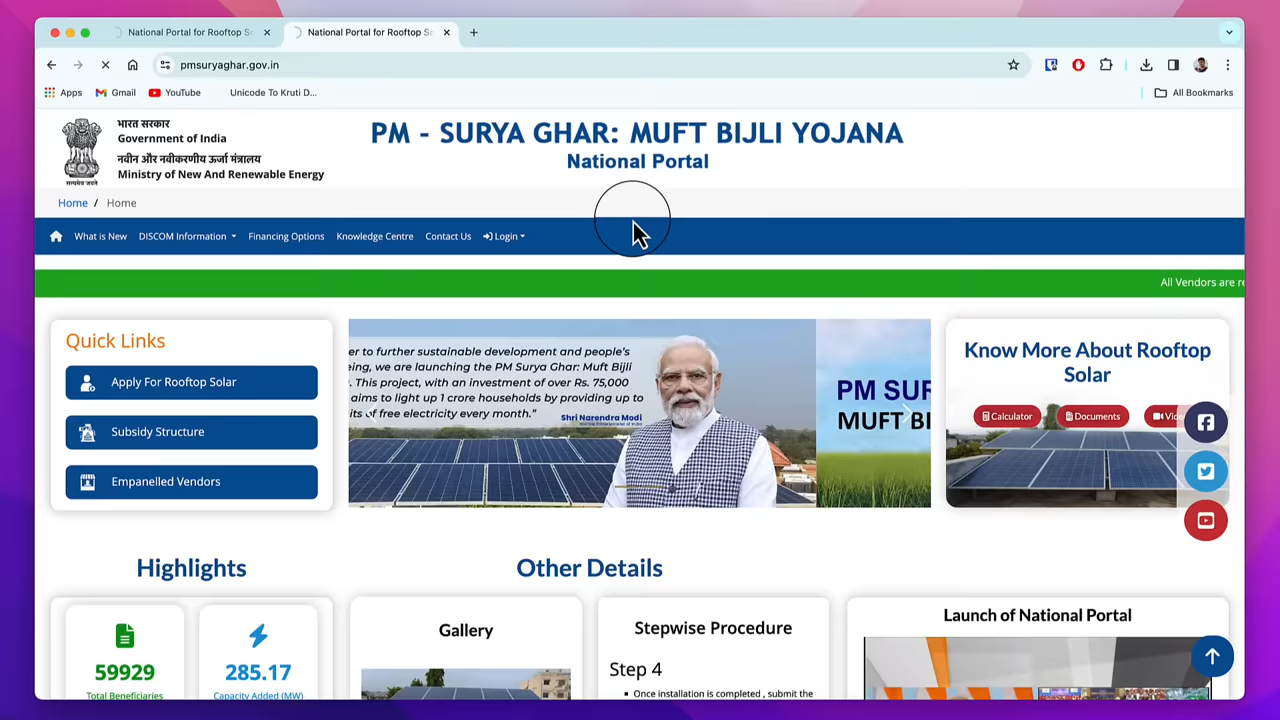 National Portal for Rooftop S
National Portal for Rooftop S
pmsuryaghar.gov.in
Apps
Gmail
YouTube
Unicode To Kruti D...
All Bookmarks
भारत सरकार
Government of India
नवीन और नवीकरणीय ऊर्जा मंत्रालय
Ministry of New And Renewable Energy
सत्यमेव जयते
PM - SURYA GHAR: MUFT BIJLI YOJANA
National Portal
Home / Home
What is New
DISCOM Information
Financing Options
Knowledge Centre
Contact Us
Login
All Vendors are re
Quick Links
Apply For Rooftop Solar
Subsidy Structure
Empanelled Vendors
er to further sustainable development and people's
ing, we are launching the PM Surya Ghar: Muft Bijli
. This project, with an investment of over Rs. 75,000
aims to light up 1 crore households by providing up to
its of free electricity every month."
Shri Narendra Modi
PM SUR
MUFT BI
Know More About Rooftop
Solar
Calculator
Documents
Vide
Highlights
59929
Total Beneficiaries
285.17
Capacity Added (MW)
Other Details
Gallery
Stepwise Procedure
Step 4
Once installation is completed , submit the
Launch of National Portal